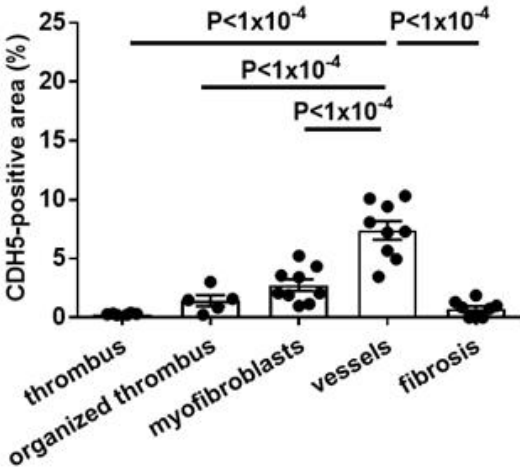 P<1x10⁻⁴ P<1x10⁻⁴
P<1x10⁻⁴
P<1x10⁻⁴
CDH5-positive area (%)
25
20
15
10
5
0
thrombus
organized thrombus
myofibroblasts
vessels
fibrosis